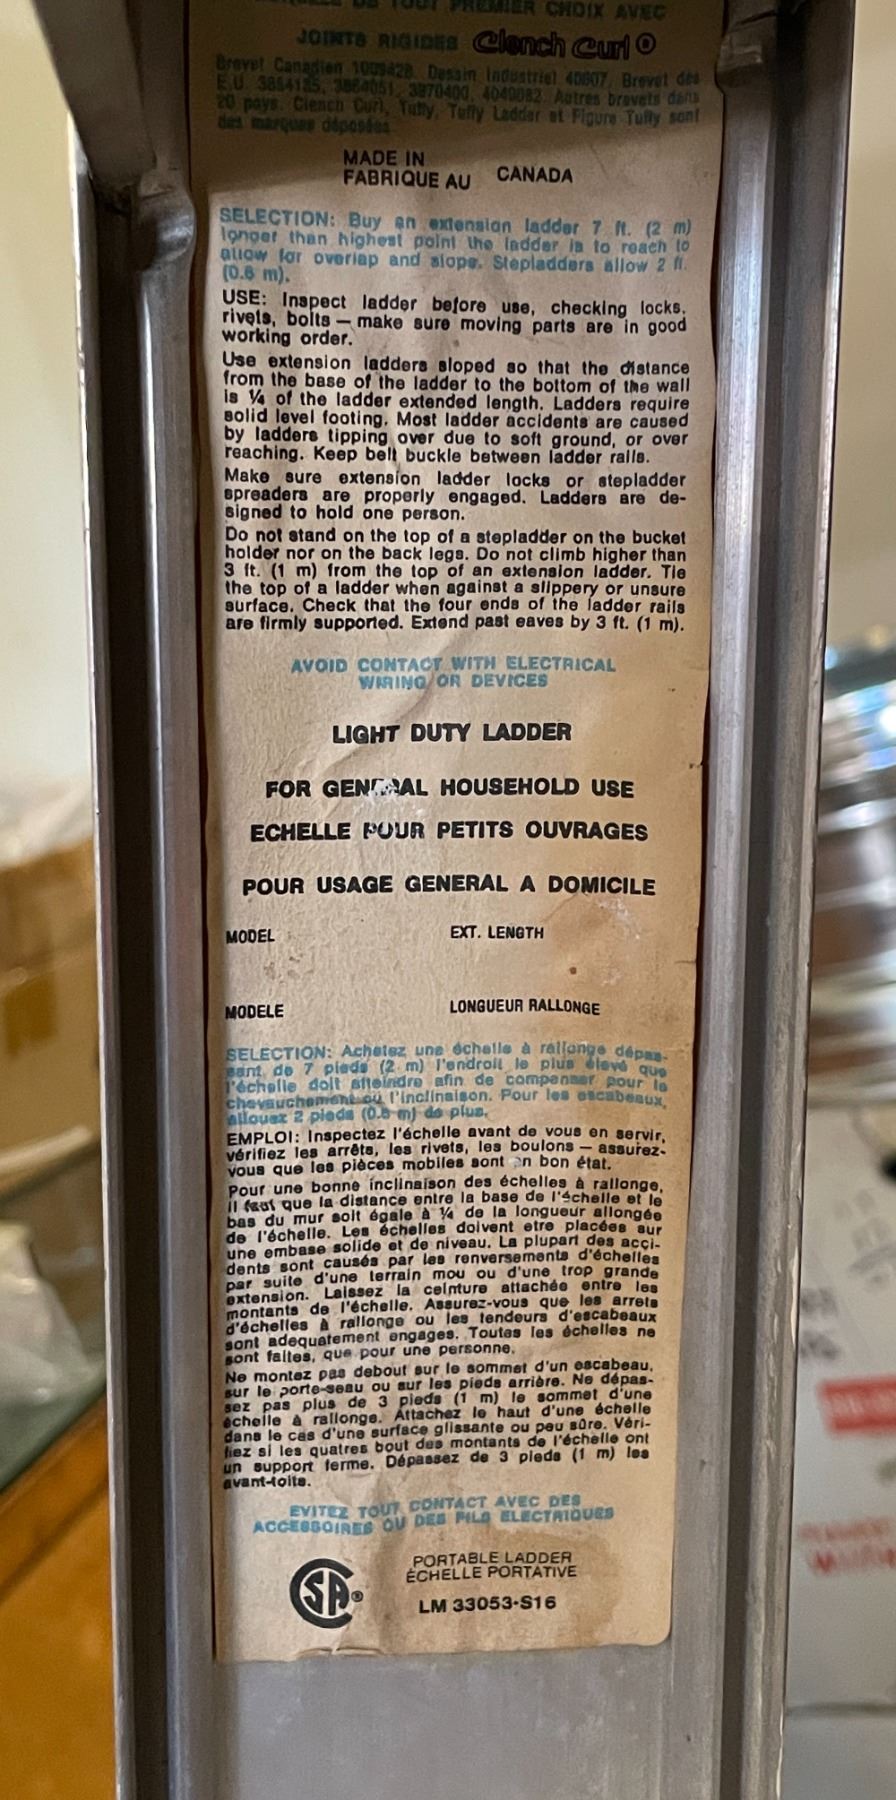 DE TOUT PREMIER CHOIX AVEC
JOINTS RIGIDES Clench Curl ®
Brevet Canadien 1009428. Dessin Industriel 40607, Brevet des
E.U. 3854185, 3864051, 3970400, 4049082. Autres brevets dans
20 pays. Clench Curl, Tuffy, Tuffy Ladder et Figure Tuffy sont
des marques déposées
MADE IN
FABRIQUE AU CANADA
SELECTION: Buy an extension ladder 7 ft. (2 m)
longer than highest point the ladder is to reach to
allow for overlap and slope. Stepladders allow 2 ft.
(0.6 m).
USE: Inspect ladder before use, checking locks,
rivets, bolts — make sure moving parts are in good
working order.
Use extension ladders sloped so that the distance
from the base of the ladder to the bottom of the wall
is ¼ of the ladder extended length. Ladders require
solid level footing. Most ladder accidents are caused
by ladders tipping over due to soft ground, or over
reaching. Keep belt buckle between ladder rails.
Make sure extension ladder locks or stepladder
spreaders are properly engaged. Ladders are de-
signed to hold one person.
Do not stand on the top of a stepladder on the bucket
holder nor on the back legs. Do not climb higher than
3 ft. (1 m) from the top of an extension ladder. Tie
the top of a ladder when against a slippery or unsure
surface. Check that the four ends of the ladder rails
are firmly supported. Extend past eaves by 3 ft. (1 m).
AVOID CONTACT WITH ELECTRICAL
WIRING OR DEVICES
LIGHT DUTY LADDER
FOR GENERAL HOUSEHOLD USE
ECHELLE POUR PETITS OUVRAGES
POUR USAGE GENERAL A DOMICILE
MODEL EXT. LENGTH
MODELE LONGUEUR RALLONGE
SELECTION: Achetez une échelle à rallonge dépas-
sant de 7 pieds (2 m) l'endroit le plus élevé que
l'échelle doit atteindre afin de compenser pour le
chevauchement ou l'inclinaison. Pour les escabeaux,
allouez 2 pieds (0.6 m) de plus.
EMPLOI: Inspectez l'échelle avant de vous en servir,
vérifiez les arrêts, les rivets, les boulons — assurez-
vous que les pièces mobiles sont en bon état.
Pour une bonne inclinaison des échelles à rallonge,
il faut que la distance entre la base de l'échelle et le
bas du mur soit égale à ¼ de la longueur allongée
de l'échelle. Les échelles doivent etre placées sur
une embase solide et de niveau. La plupart des acci-
dents sont causés par les renversements d'échelles
par suite d'une terrain mou ou d'une trop grande
extension. Laissez la ceinture attachée entre les
montants de l'échelle. Assurez-vous que les arrets
d'échelles à rallonge ou les tendeurs d'escabeaux
sont adequatement engages. Toutes les échelles ne
sont faites, que pour une personne.
Ne montez pas debout sur le sommet d'un escabeau,
sur le porte-seau ou sur les pieds arrière. Ne dépas-
sez pas plus de 3 pieds (1 m) le sommet d'une
échelle à rallonge. Attachez le haut d'une échelle
dans le cas d'une surface glissante ou peu sûre. Véri-
fiez si les quatres bout des montants de l'échelle ont
un support ferme. Dépassez de 3 pieds (1 m) les
avant-toits.
EVITEZ TOUT CONTACT AVEC DES
ACCESSOIRES OU DES FILS ELECTRIQUES
SA®
PORTABLE LADDER
ÉCHELLE PORTATIVE
LM 33053-S16